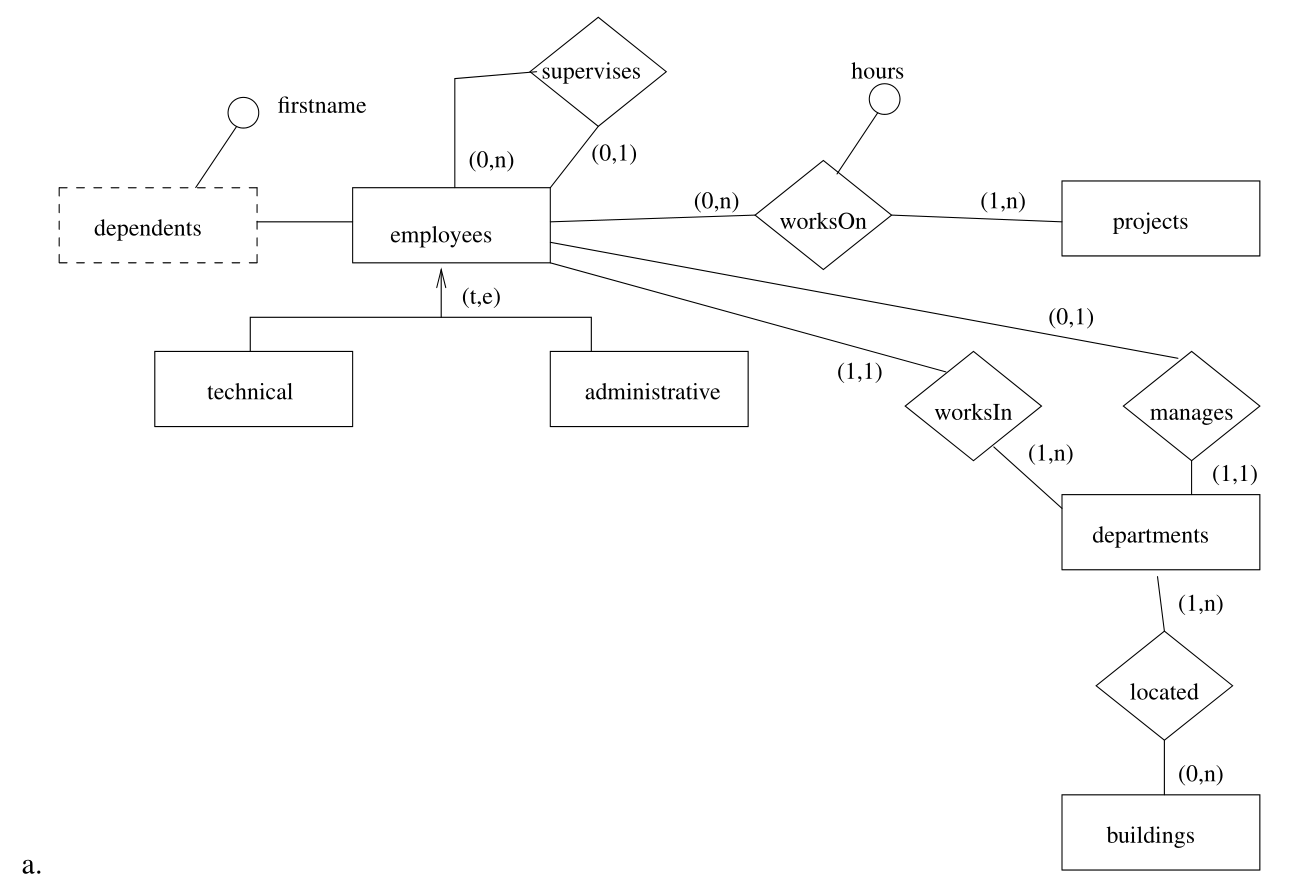 supervises
hours
firstname
(0,n)
(0,1)
(0,n)
(1,n)
dependents
employees
worksOn
projects
(t,e)
(0,1)
(1,1)
technical
administrative
worksIn
manages
(1,n)
(1,1)
departments
(1,n)
located
(0,n)
buildings
a.